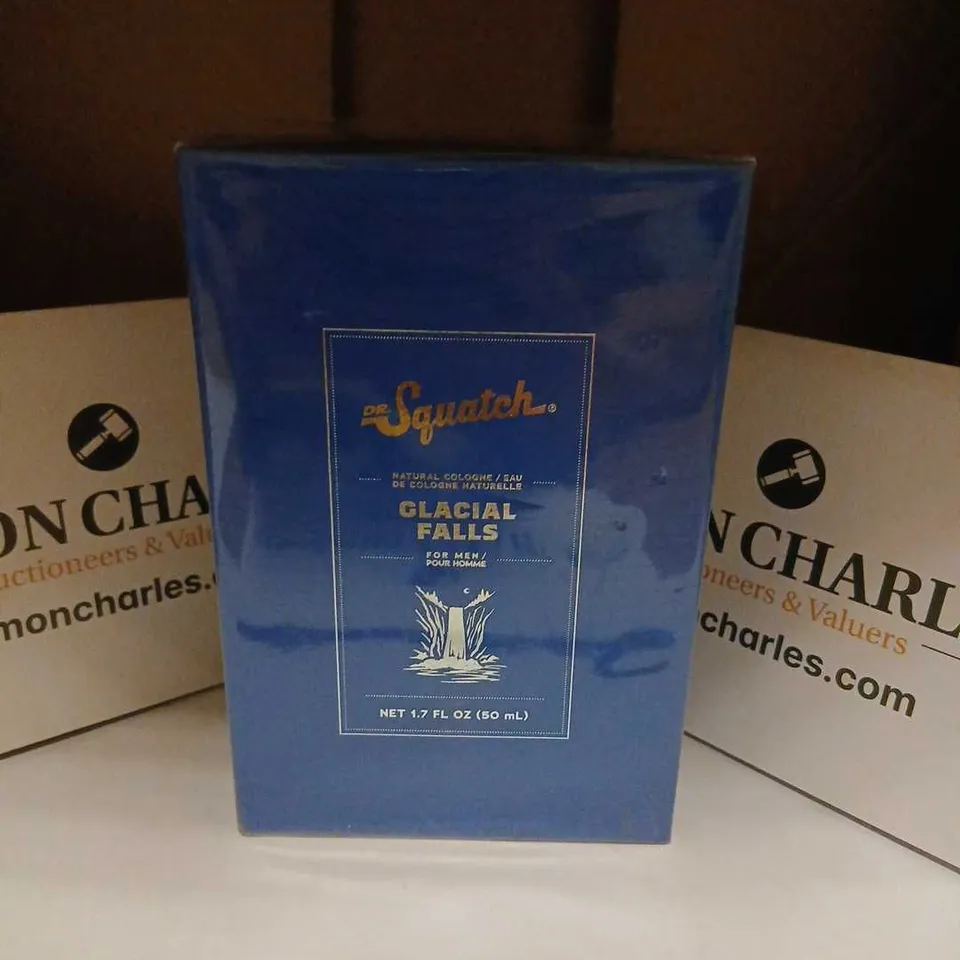 DR. Squatch®
NATURAL COLOGNE / EAU
DE COLOGNE NATURELLE
GLACIAL
FALLS
FOR MEN /
POUR HOMME
NET 1.7 FL OZ (50 mL)
ON CHA
uctioneers & Valu
moncharles.c
N CHARL
oneers & Valuers
charles.com